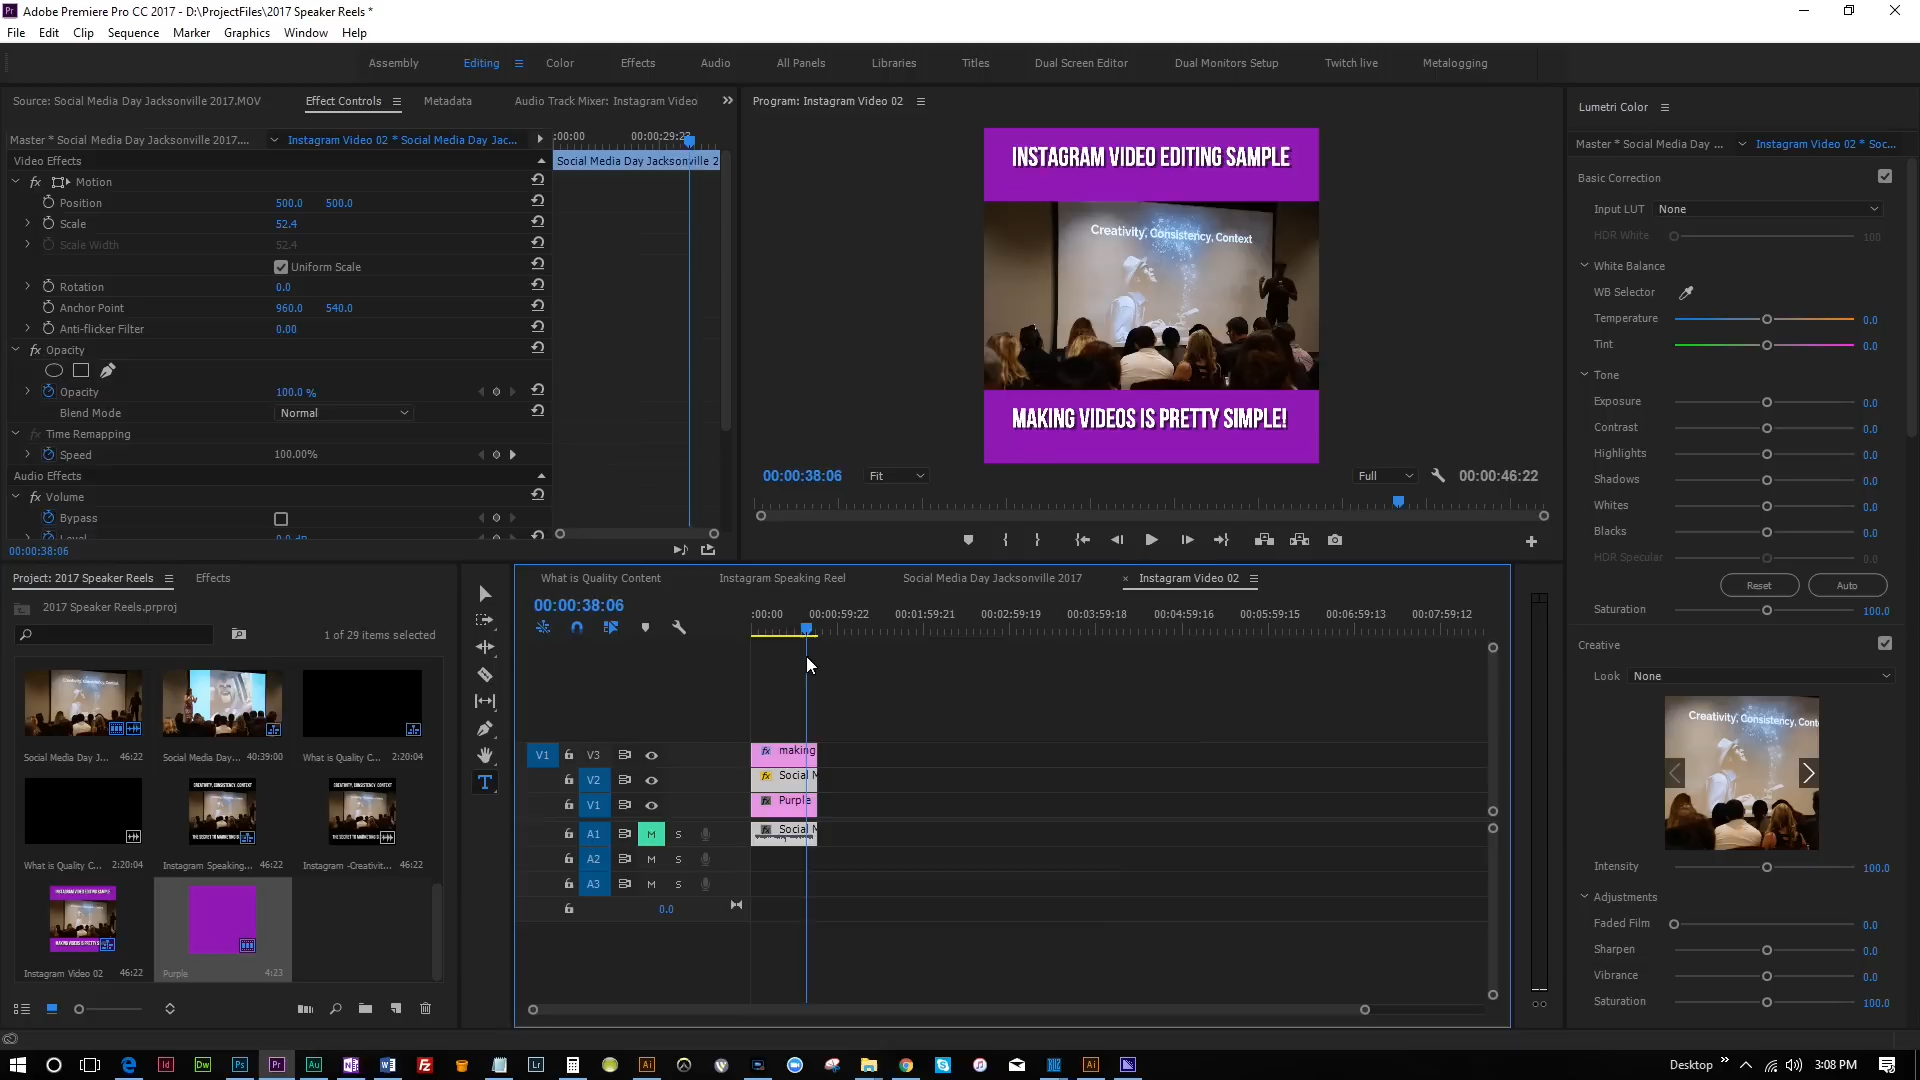 Adobe Premiere Pro CC 2017 - D:\ProjectFiles\2017 Speaker Reels *
File Edit Clip Sequence Marker Graphics Window Help
Assembly Editing Color Effects Audio All Panels Libraries Titles Dual Screen Editor Dual Monitors Setup Twitch live Metalogging
Source: Social Media Day Jacksonville 2017.MOV Effect Controls Metadata Audio Track Mixer: Instagram Video
Master * Social Media Day Jacksonville 2017.... Instagram Video 02 * Social Media Day Jac...
:00:00 00:00:29:23
Social Media Day Jacksonville 2
Video Effects
fx Motion
Position 500.0 500.0
Scale 52.4
Scale Width 52.4
Uniform Scale
Rotation 0.0
Anchor Point 960.0 540.0
Anti-flicker Filter 0.00
fx Opacity
Opacity 100.0 %
Blend Mode Normal
fx Time Remapping
Speed 100.00%
Audio Effects
fx Volume
Bypass
Level 0.0 dB
00:00:38:06
Program: Instagram Video 02
INSTAGRAM VIDEO EDITING SAMPLE
Creativity, Consistency, Context
MAKING VIDEOS IS PRETTY SIMPLE!
00:00:38:06 Fit Full 00:00:46:22
Lumetri Color
Master * Social Media Day ... Instagram Video 02 * Soc...
Basic Correction
Input LUT None
HDR White 100
White Balance
WB Selector
Temperature 0.0
Tint 0.0
Tone
Exposure 0.0
Contrast 0.0
Highlights 0.0
Shadows 0.0
Whites 0.0
Blacks 0.0
HDR Specular 0.0
Reset Auto
Saturation 100.0
Creative
Look None
Creativity, Consistency, Cont
Intensity 100.0
Adjustments
Faded Film 0.0
Sharpen 0.0
Vibrance 0.0
Saturation 100.0
Project: 2017 Speaker Reels Effects
2017 Speaker Reels.prproj
1 of 29 items selected
Social Media Day J... 46:22 Social Media Day... 40:39:00 What is Quality C... 2:20:04
What is Quality C... 2:20:04 Instagram Speaking... 46:22 Instagram -Creativit... 46:22
Instagram Video 02 46:22 Purple 4:23
What is Quality Content Instagram Speaking Reel Social Media Day Jacksonville 2017 × Instagram Video 02
00:00:38:06
:00:00 00:00:59:22 00:01:59:21 00:02:59:19 00:03:59:18 00:04:59:16 00:05:59:15 00:06:59:13 00:07:59:12
V1 V3 fx making
V2 fx Social M
V1 fx Purple
A1 M S fx Social M
A2 M S
A3 M S
0.0
Desktop 3:08 PM